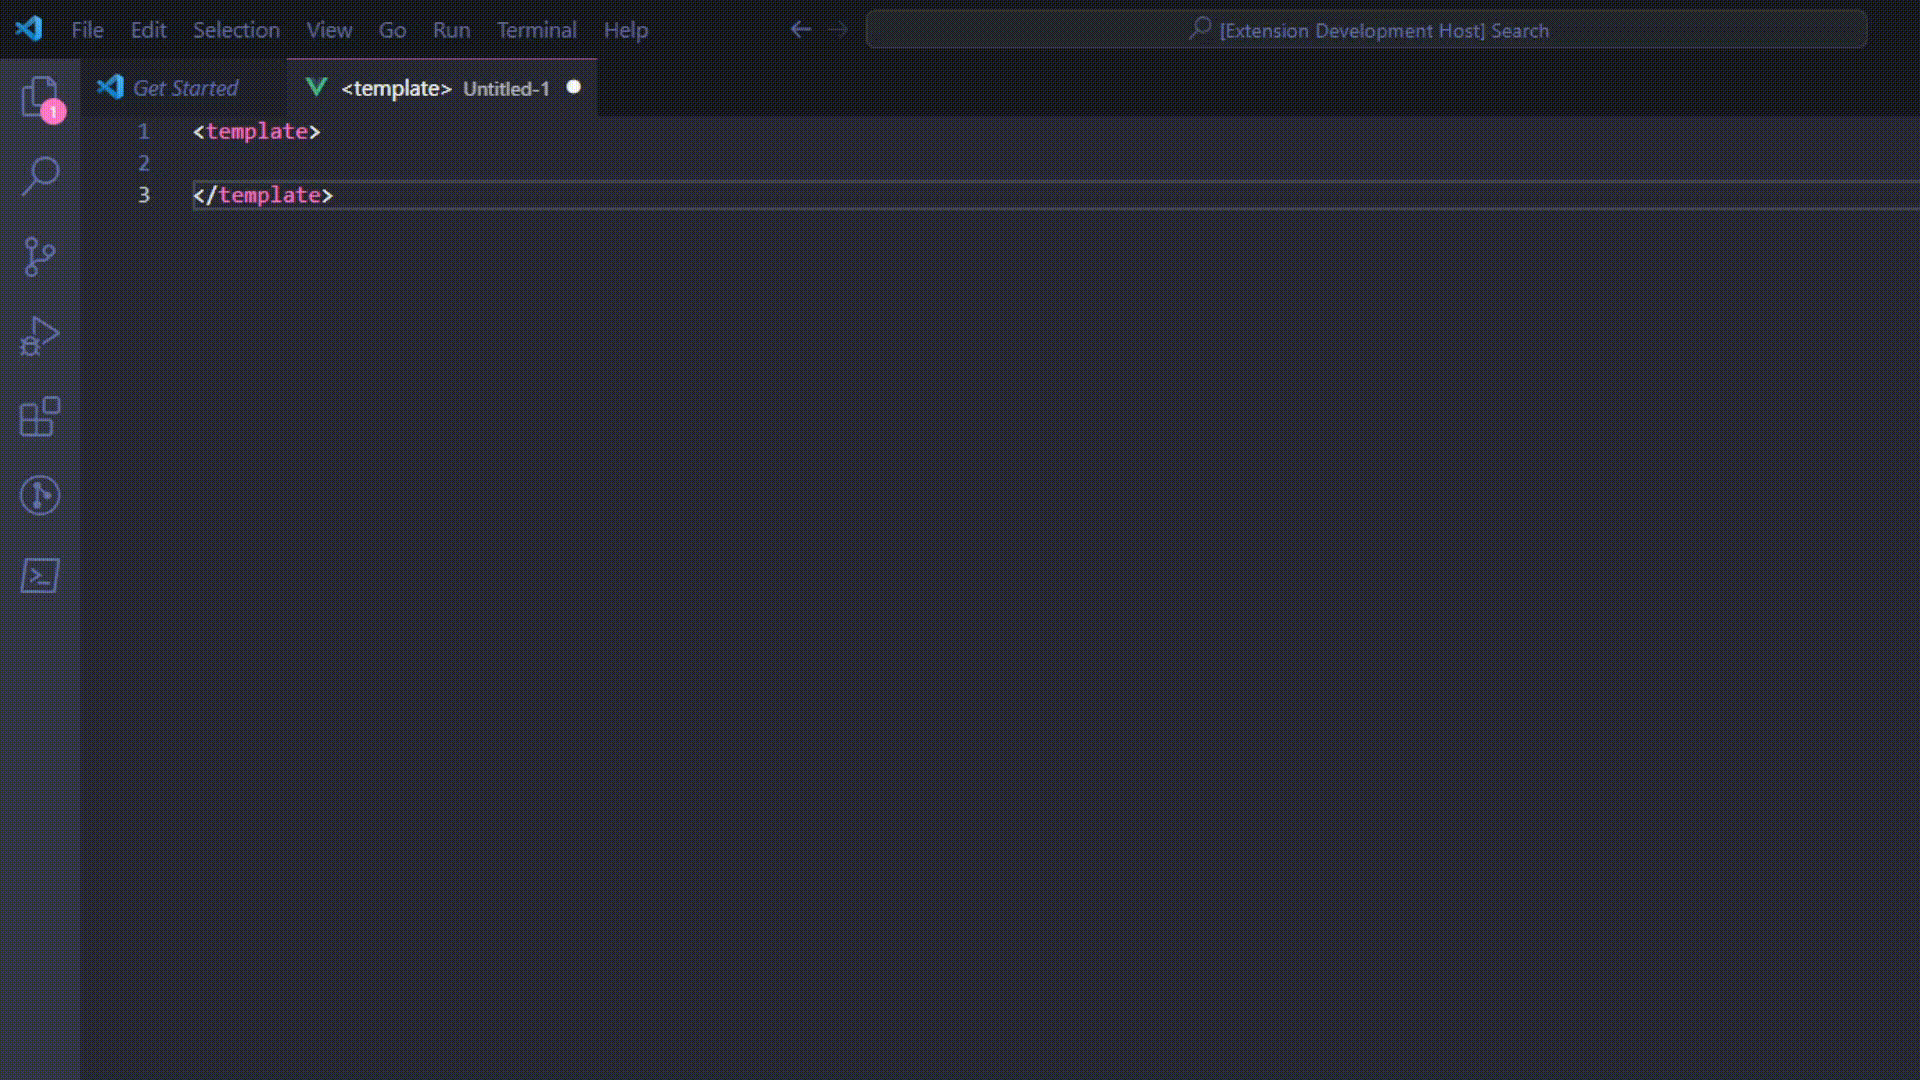 File Edit Selection View Go Run Terminal Help [Extension Development Host] Search
Get Started <template> Untitled-1
1
1 <template>
2
3 </template>